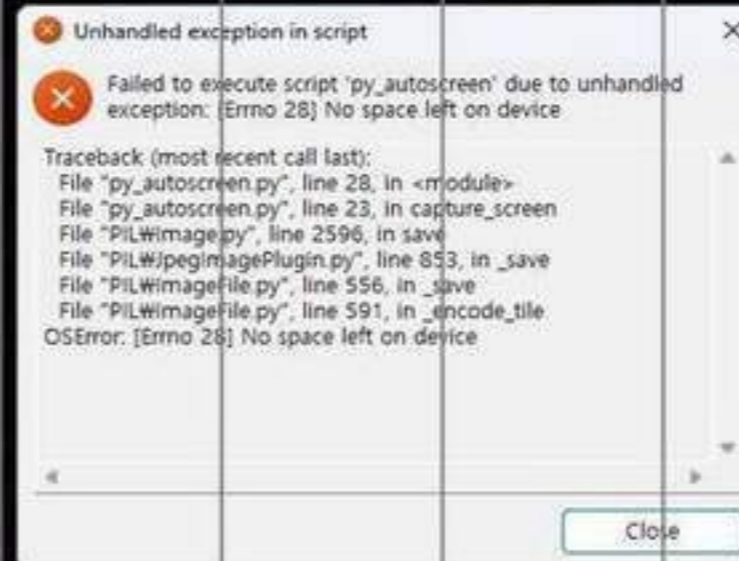 Unhandled exception in script
Failed to execute script 'py_autoscreen' due to unhandled
exception: [Errno 28] No space left on device
Traceback (most recent call last):
File "py_autoscreen.py", line 28, in <module>
File "py_autoscreen.py", line 23, in capture_screen
File "PIL₩Image.py", line 2596, in save
File "PIL₩JpegImagePlugin.py", line 853, in _save
File "PIL₩ImageFile.py", line 556, in _save
File "PIL₩ImageFile.py", line 591, in _encode_tile
OSError: [Errno 28] No space left on device
Close